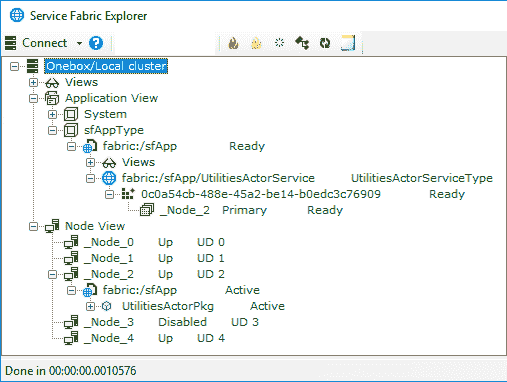 Service Fabric Explorer
Connect
Onebox/Local cluster
Views
Application View
System
sfAppType
fabric:/sfApp Ready
Views
fabric:/sfApp/UtilitiesActorService UtilitiesActorServiceType
0c0a54cb-488e-45a2-be14-b0edc3c76909 Ready
_Node_2 Primary Ready
Node View
_Node_0 Up UD 0
_Node_1 Up UD 1
_Node_2 Up UD 2
fabric:/sfApp Active
UtilitiesActorPkg Active
_Node_3 Disabled UD 3
_Node_4 Up UD 4
Done in 00:00:00.0010576